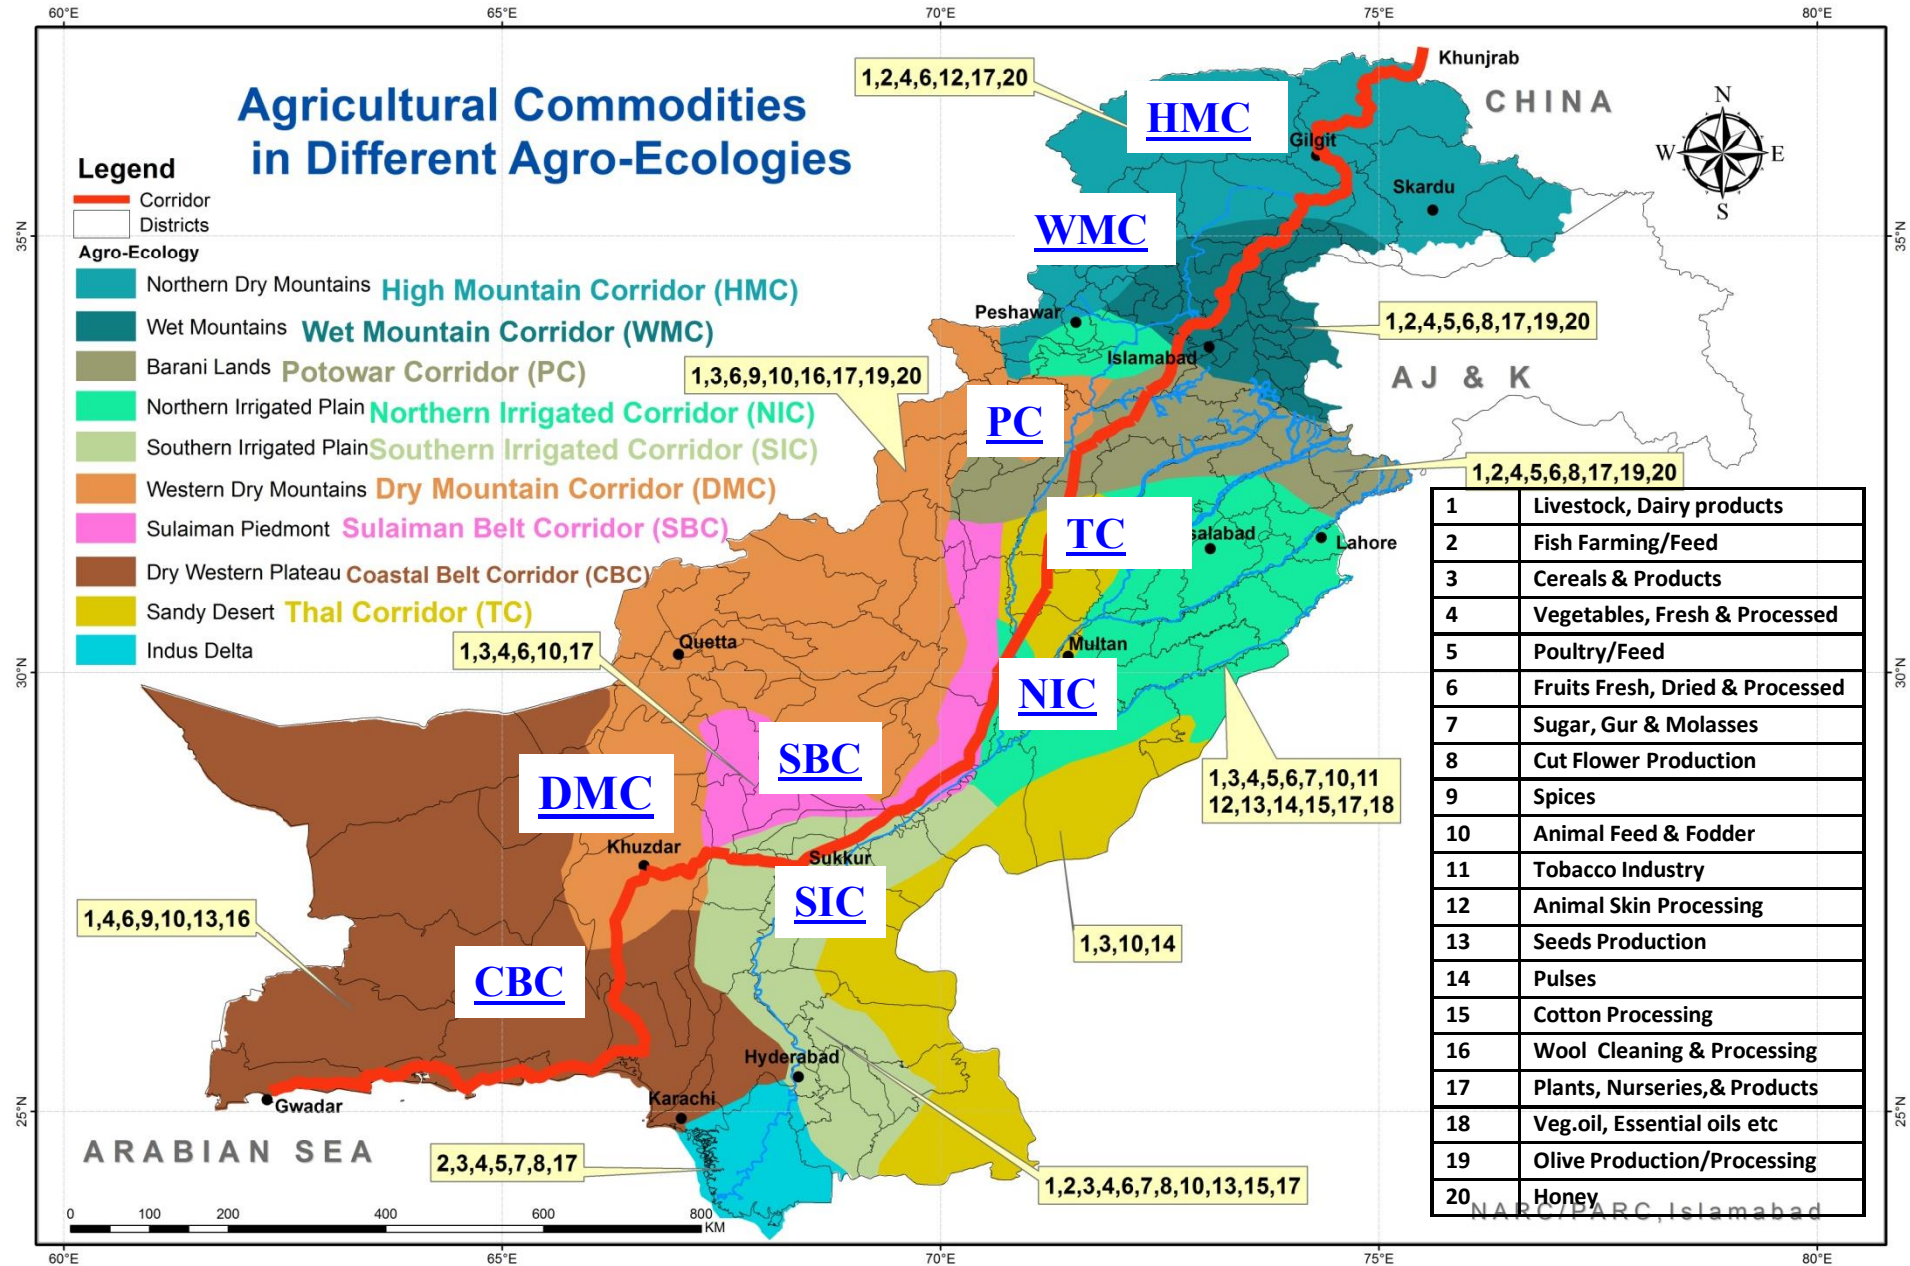 60°E
65°E
70°E
75°E
80°E
Agricultural Commodities
in Different Agro-Ecologies
Legend
Corridor
Districts
Agro-Ecology
Northern Dry Mountains High Mountain Corridor (HMC)
Wet Mountains Wet Mountain Corridor (WMC)
Barani Lands Potowar Corridor (PC)
Northern Irrigated Plain Northern Irrigated Corridor (NIC)
Southern Irrigated Plain Southern Irrigated Corridor (SIC)
Western Dry Mountains Dry Mountain Corridor (DMC)
Sulaiman Piedmont Sulaiman Belt Corridor (SBC)
Dry Western Plateau Coastal Belt Corridor (CBC)
Sandy Desert Thal Corridor (TC)
Indus Delta
1,2,4,6,12,17,20
Khunjrab
CHINA
N
W E
S
HMC
Gilgit
Skardu
WMC
35°N
35°N
Peshawar
1,2,4,5,6,8,17,19,20
Islamabad
AJ & K
1,3,6,9,10,16,17,19,20
PC
1,2,4,5,6,8,17,19,20
TC
salabad
Lahore
Quetta
1,3,4,6,10,17
Multan
30°N
30°N
NIC
SBC
DMC
1,3,4,5,6,7,10,11
12,13,14,15,17,18
Khuzdar
Sukkur
SIC
1,4,6,9,10,13,16
1,3,10,14
CBC
Hyderabad
Karachi
Gwadar
25°N
25°N
ARABIAN SEA
2,3,4,5,7,8,17
1,2,3,4,6,7,8,10,13,15,17
1 Livestock, Dairy products
2 Fish Farming/Feed
3 Cereals & Products
4 Vegetables, Fresh & Processed
5 Poultry/Feed
6 Fruits Fresh, Dried & Processed
7 Sugar, Gur & Molasses
8 Cut Flower Production
9 Spices
10 Animal Feed & Fodder
11 Tobacco Industry
12 Animal Skin Processing
13 Seeds Production
14 Pulses
15 Cotton Processing
16 Wool Cleaning & Processing
17 Plants, Nurseries,& Products
18 Veg.oil, Essential oils etc
19 Olive Production/Processing
20 Honey
NARC/PARC, Islamabad
0 100 200 400 600 800
KM
60°E
65°E
70°E
75°E
80°E